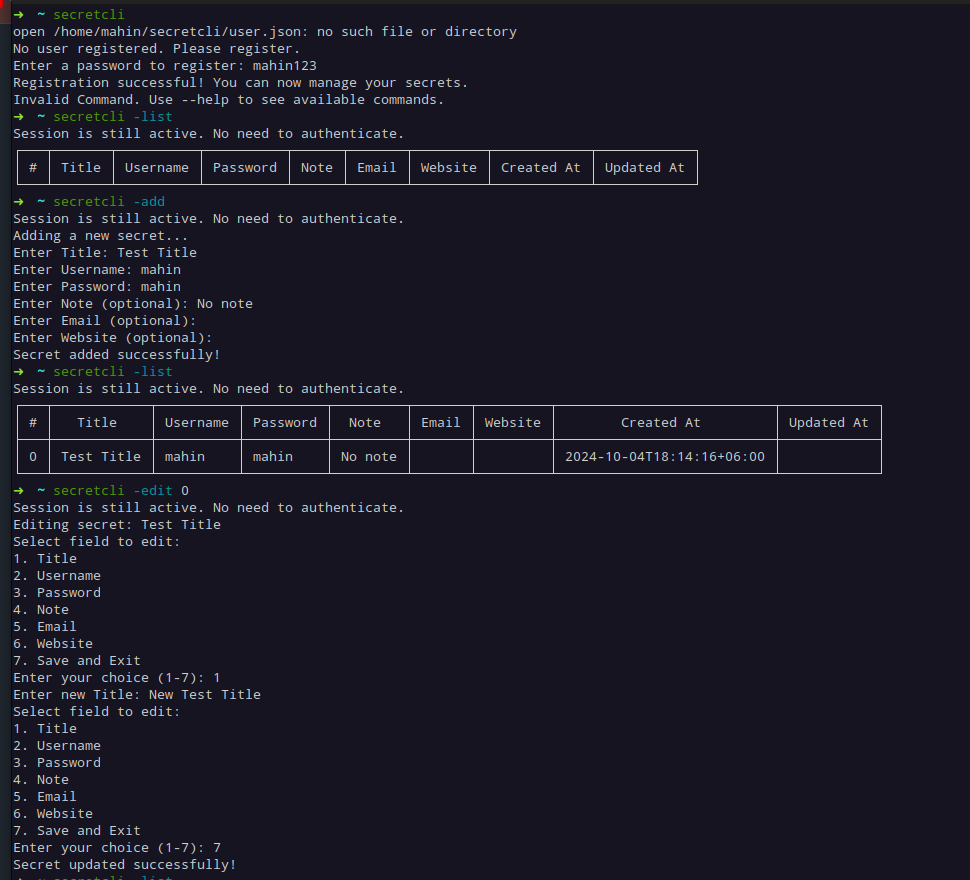 ➜ ~ secretcli
open /home/mahin/secretcli/user.json: no such file or directory
No user registered. Please register.
Enter a password to register: mahin123
Registration successful! You can now manage your secrets.
Invalid Command. Use --help to see available commands.
➜ ~ secretcli -list
Session is still active. No need to authenticate.
# Title Username Password Note Email Website Created At Updated At
➜ ~ secretcli -add
Session is still active. No need to authenticate.
Adding a new secret...
Enter Title: Test Title
Enter Username: mahin
Enter Password: mahin
Enter Note (optional): No note
Enter Email (optional):
Enter Website (optional):
Secret added successfully!
➜ ~ secretcli -list
Session is still active. No need to authenticate.
# Title Username Password Note Email Website Created At Updated At
0 Test Title mahin mahin No note 2024-10-04T18:14:16+06:00
➜ ~ secretcli -edit 0
Session is still active. No need to authenticate.
Editing secret: Test Title
Select field to edit:
1. Title
2. Username
3. Password
4. Note
5. Email
6. Website
7. Save and Exit
Enter your choice (1-7): 1
Enter new Title: New Test Title
Select field to edit:
1. Title
2. Username
3. Password
4. Note
5. Email
6. Website
7. Save and Exit
Enter your choice (1-7): 7
Secret updated successfully!